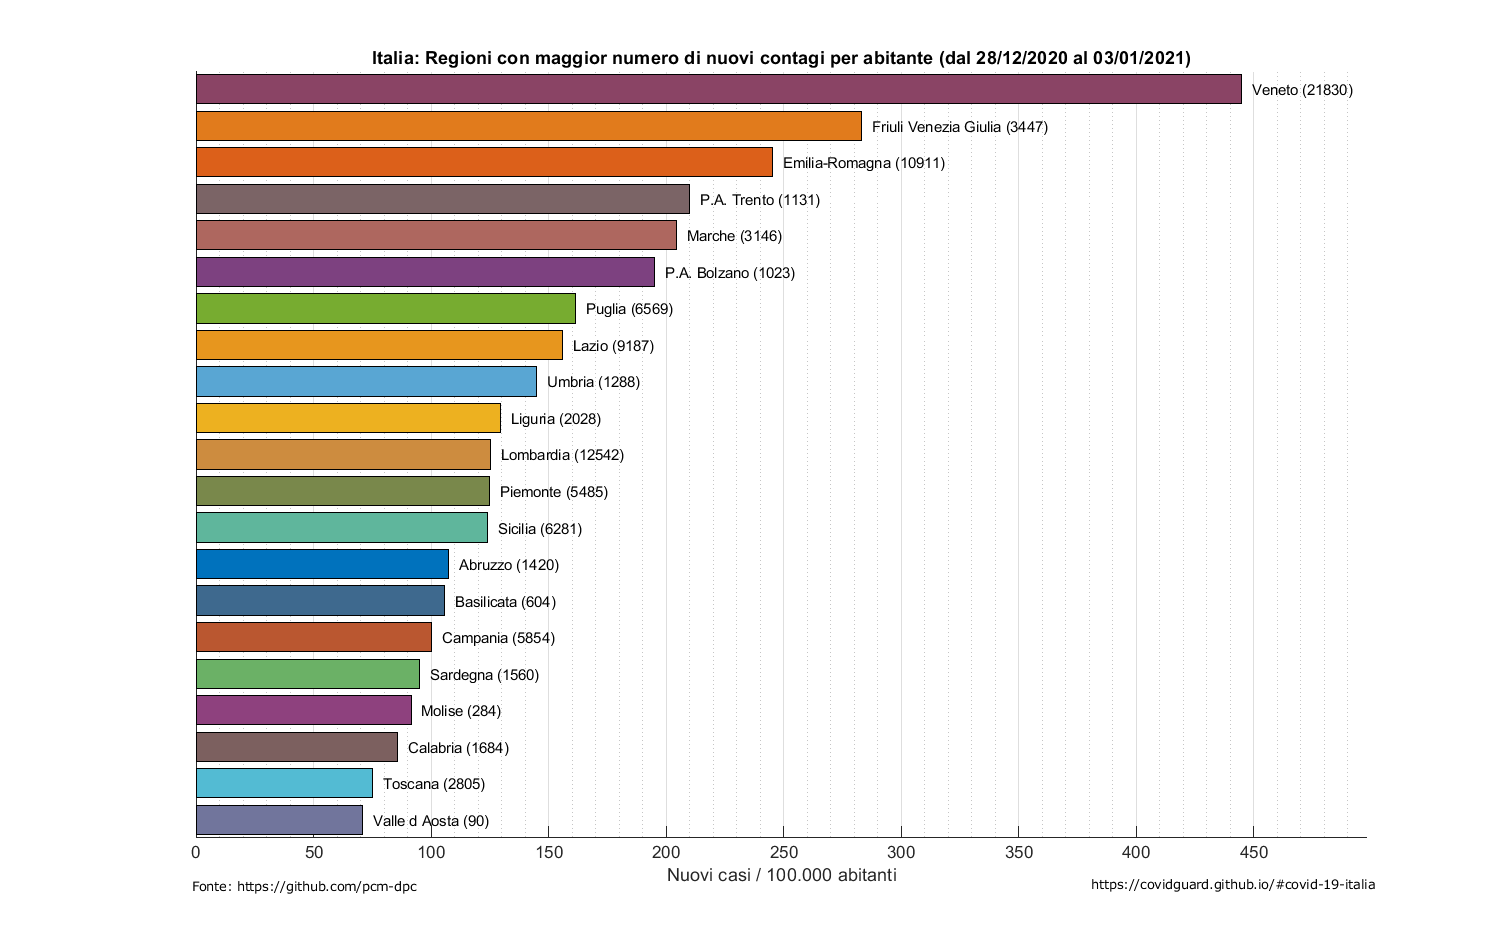 Italia: Regioni con maggior numero di nuovi contagi per abitante (dal 28/12/2020 al 03/01/2021)
Veneto (21830)
Friuli Venezia Giulia (3447)
Emilia-Romagna (10911)
P.A. Trento (1131)
Marche (3146)
P.A. Bolzano (1023)
Puglia (6569)
Lazio (9187)
Umbria (1288)
Liguria (2028)
Lombardia (12542)
Piemonte (5485)
Sicilia (6281)
Abruzzo (1420)
Basilicata (604)
Campania (5854)
Sardegna (1560)
Molise (284)
Calabria (1684)
Toscana (2805)
Valle d Aosta (90)
0 50 100 150 200 250 300 350 400 450
Nuovi casi / 100.000 abitanti
Fonte: https://github.com/pcm-dpc
https://covidguard.github.io/#covid-19-italia